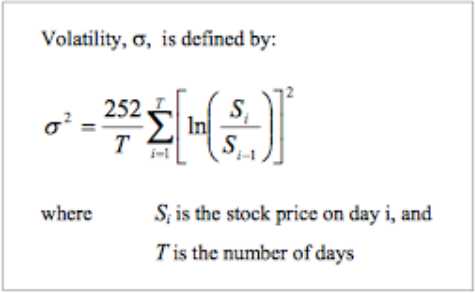 Volatility, σ, is defined by:
σ² = 252/T ∑_{i=1}^{T} [ln(S_i/S_{i–1})]²
where S_i is the stock price on day i, and
T is the number of days